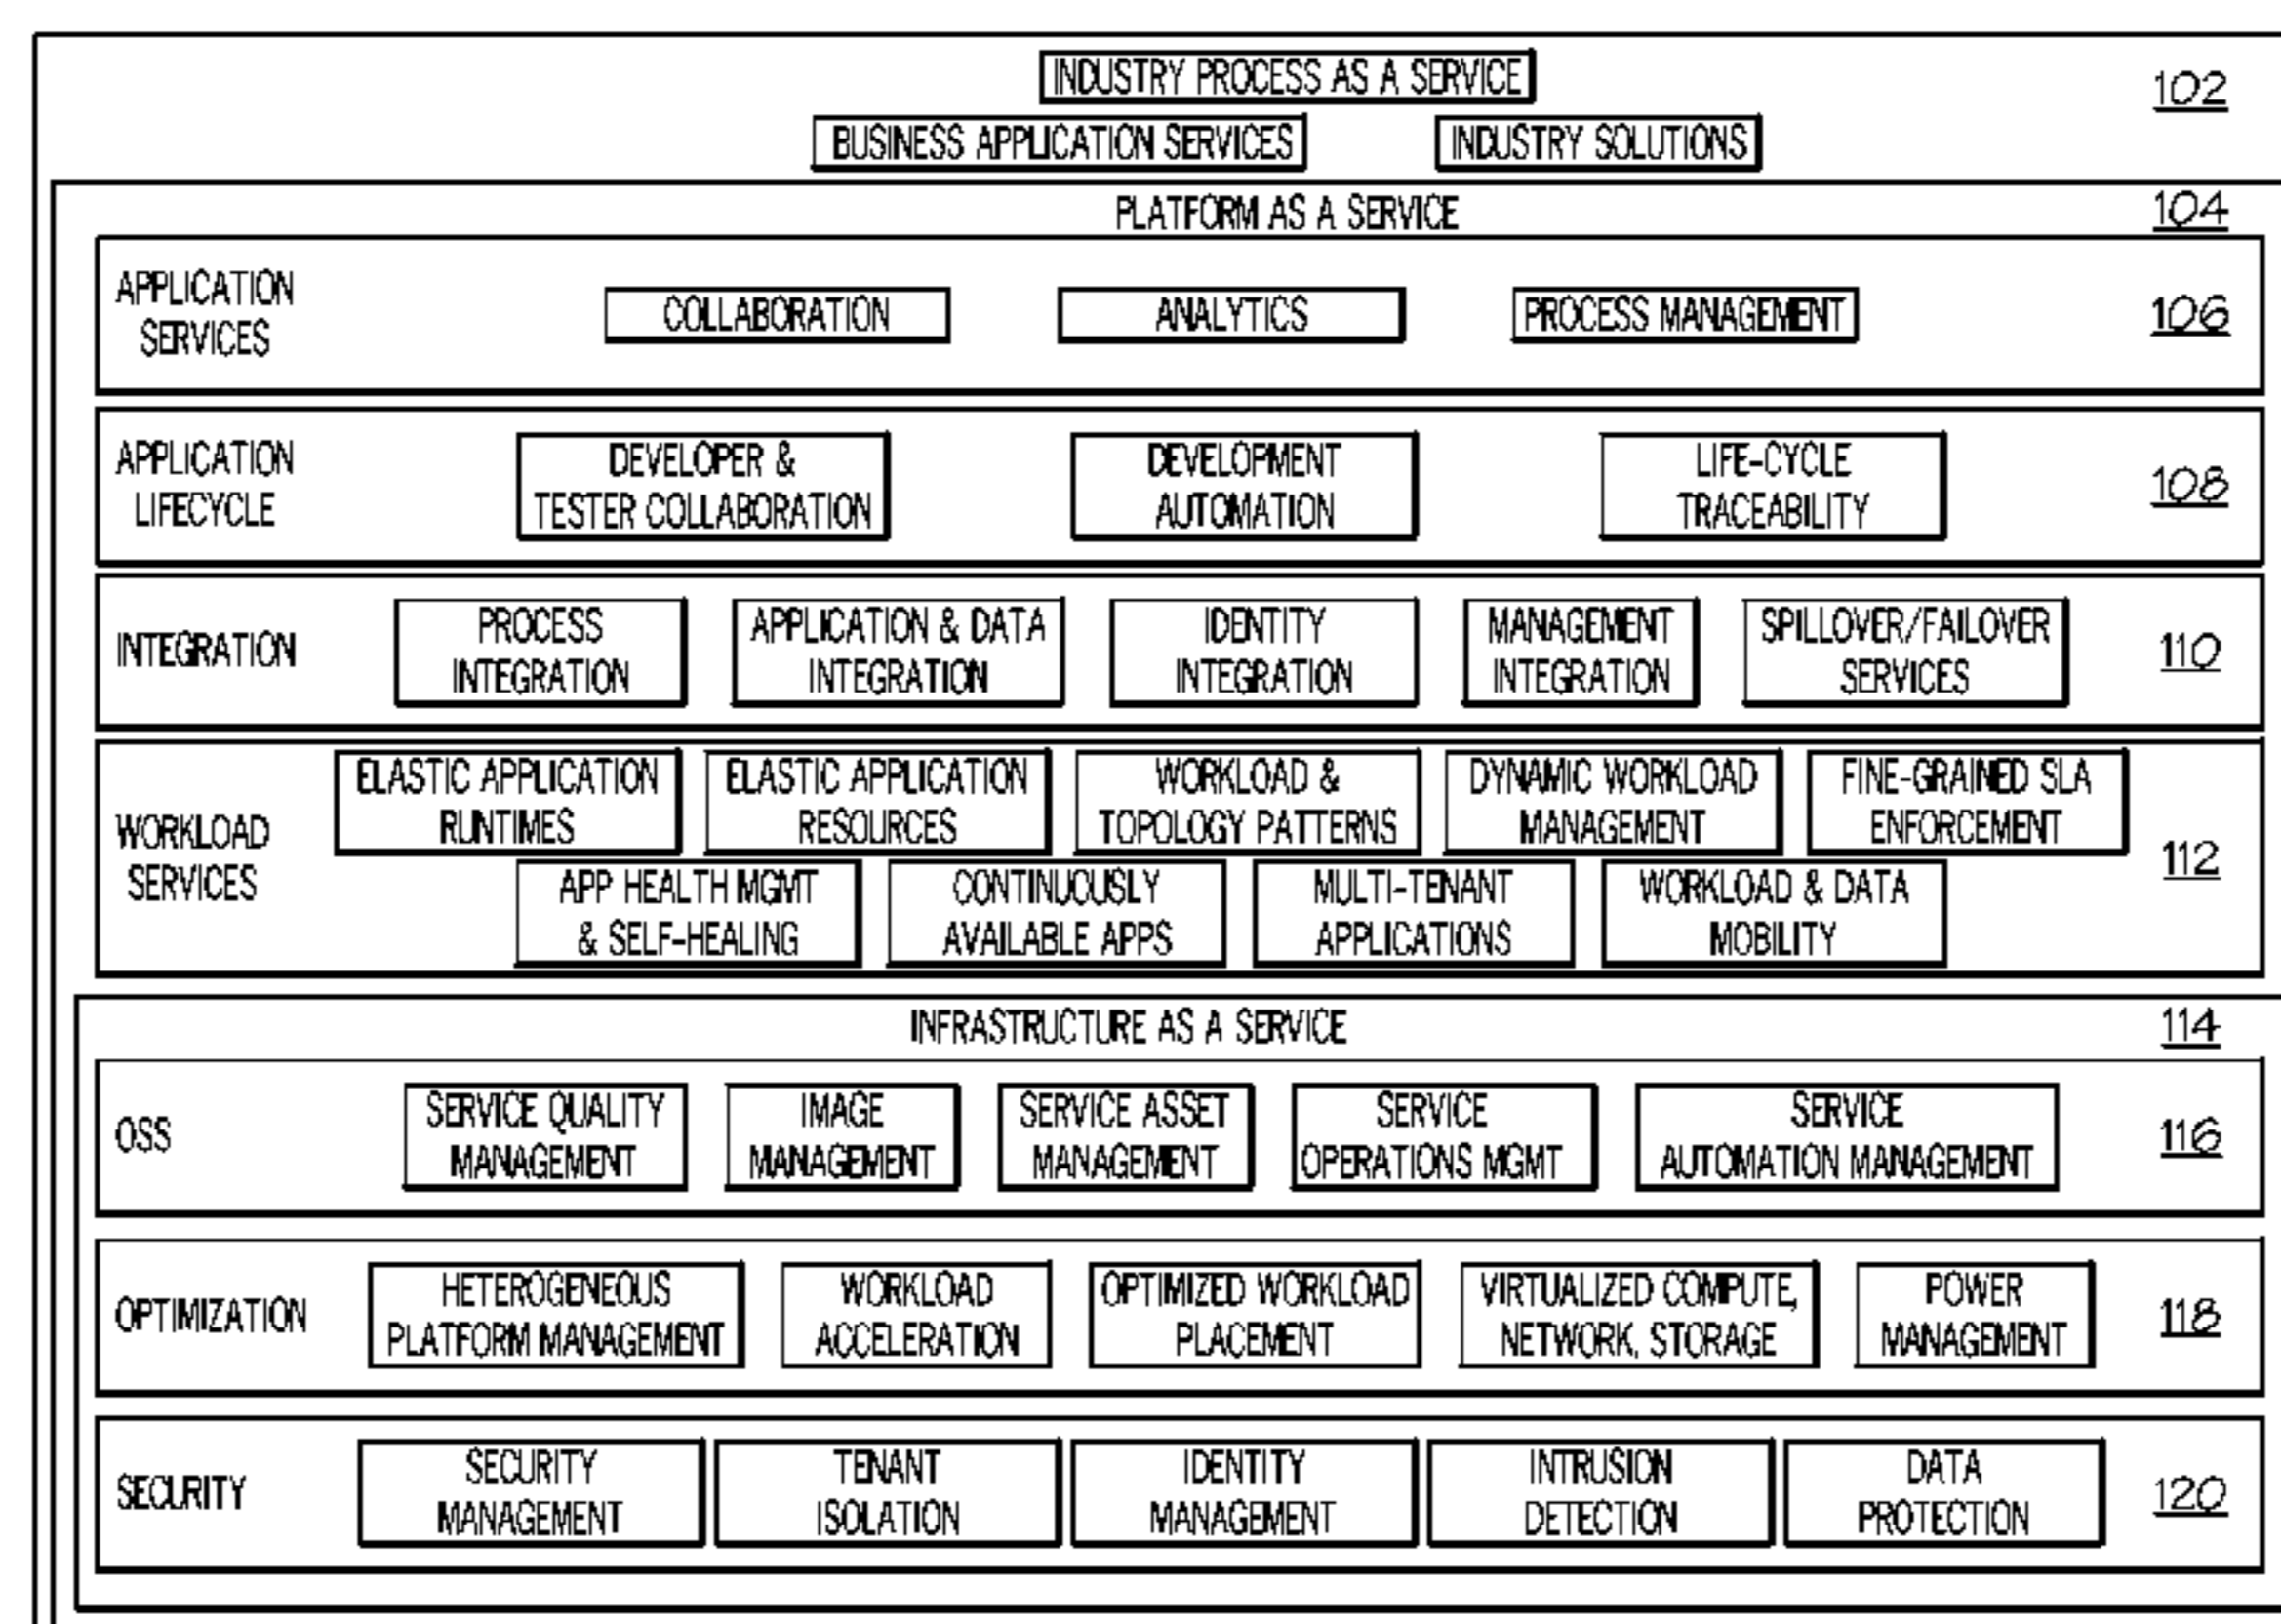 INDUSTRY PROCESS AS A SERVICE
102
BUSINESS APPLICATION SERVICES
INDUSTRY SOLUTIONS
PLATFORM AS A SERVICE
104
APPLICATION
SERVICES
COLLABORATION
ANALYTICS
PROCESS MANAGEMENT
106
APPLICATION
LIFECYCLE
DEVELOPER &
TESTER COLLABORATION
DEVELOPMENT
AUTOMATION
LIFE-CYCLE
TRACEABILITY
108
INTEGRATION
PROCESS
INTEGRATION
APPLICATION & DATA
INTEGRATION
IDENTITY
INTEGRATION
MANAGEMENT
INTEGRATION
SPILLOVER/FAILOVER
SERVICES
110
WORKLOAD
SERVICES
ELASTIC APPLICATION
RUNTIMES
ELASTIC APPLICATION
RESOURCES
WORKLOAD &
TOPOLOGY PATTERNS
DYNAMIC WORKLOAD
MANAGEMENT
FINE-GRAINED SLA
ENFORCEMENT
APP HEALTH MGMT
& SELF-HEALING
CONTINUOUSLY
AVAILABLE APPS
MULTI-TENANT
APPLICATIONS
WORKLOAD & DATA
MOBILITY
112
INFRASTRUCTURE AS A SERVICE
114
OSS
SERVICE QUALITY
MANAGEMENT
IMAGE
MANAGEMENT
SERVICE ASSET
MANAGEMENT
SERVICE
OPERATIONS MGMT
SERVICE
AUTOMATION MANAGEMENT
116
OPTIMIZATION
HETEROGENEOUS
PLATFORM MANAGEMENT
WORKLOAD
ACCELERATION
OPTIMIZED WORKLOAD
PLACEMENT
VIRTUALIZED COMPUTE,
NETWORK, STORAGE
POWER
MANAGEMENT
118
SECURITY
SECURITY
MANAGEMENT
TENANT
ISOLATION
IDENTITY
MANAGEMENT
INTRUSION
DETECTION
DATA
PROTECTION
120